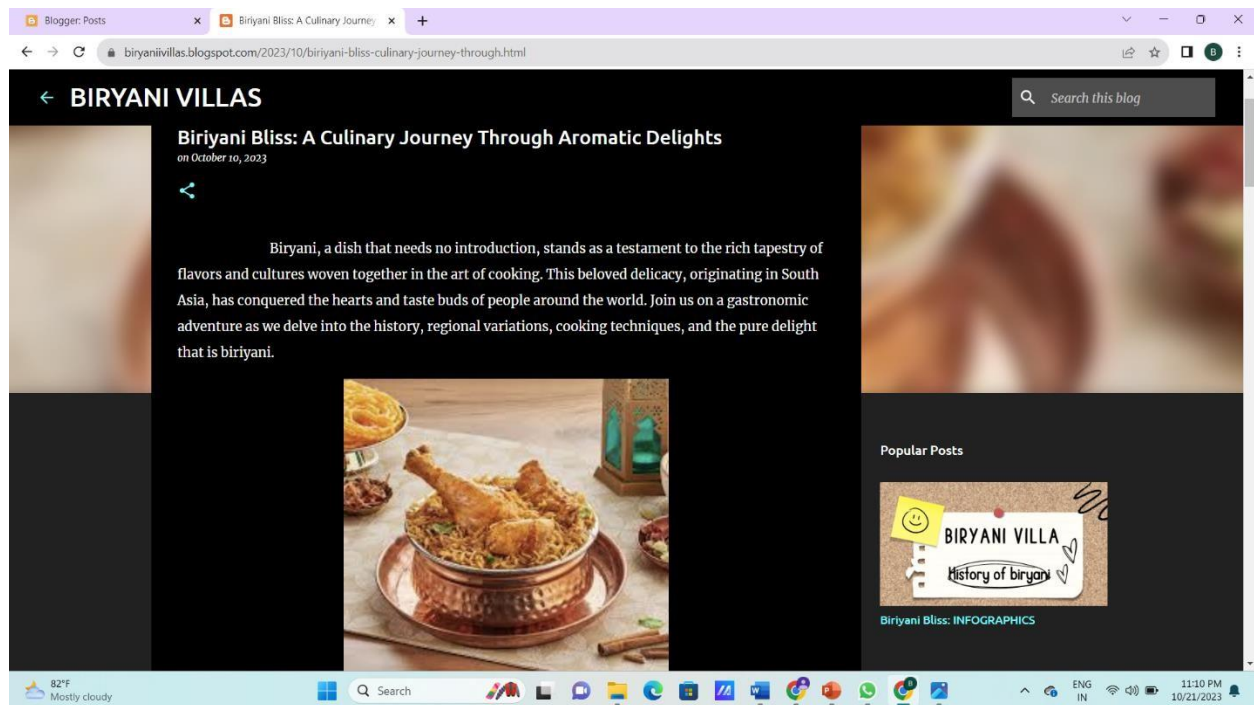 Blogger: Posts
Biriyani Bliss: A Culinary Journey
biryaniivillas.blogspot.com/2023/10/biriyani-bliss-culinary-journey-through.html
B
BIRYANI VILLAS
Search this blog
Biriyani Bliss: A Culinary Journey Through Aromatic Delights
on October 10, 2023
Biryani, a dish that needs no introduction, stands as a testament to the rich tapestry of
flavors and cultures woven together in the art of cooking. This beloved delicacy, originating in South
Asia, has conquered the hearts and taste buds of people around the world. Join us on a gastronomic
adventure as we delve into the history, regional variations, cooking techniques, and the pure delight
that is biriyani.
Popular Posts
BIRYANI VILLA
History of biryani
Biriyani Bliss: INFOGRAPHICS
82°F
Mostly cloudy
Search
ENG
IN
11:10 PM
10/21/2023